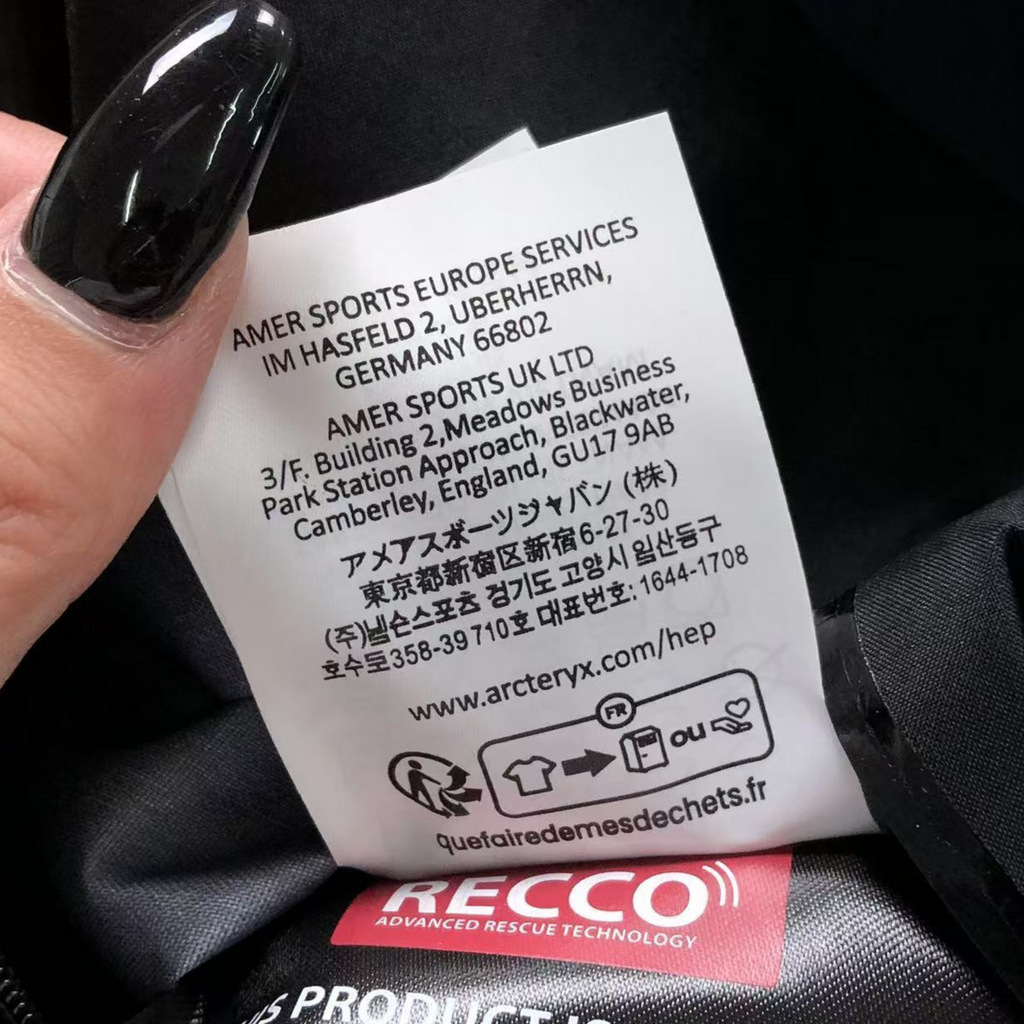 AMER SPORTS EUROPE SERVICES
IM HASFELD 2, UBERHERRN,
GERMANY 66802
AMER SPORTS UK LTD
3/F. Building 2,Meadows Business
Park Station Approach, Blackwater,
Camberley, England, GU17 9AB
アメアスポーツジャパン (株)
東京都新宿区新宿6-27-30
(주)넬슨스포츠 경기도 고양시 일산동구
호수로358-39 710호 대표번호: 1644-1708
www.arcteryx.com/hep
FR
ou
quefairedemesdechets.fr
RECCO
ADVANCED RESCUE TECHNOLOGY
PRODUCT